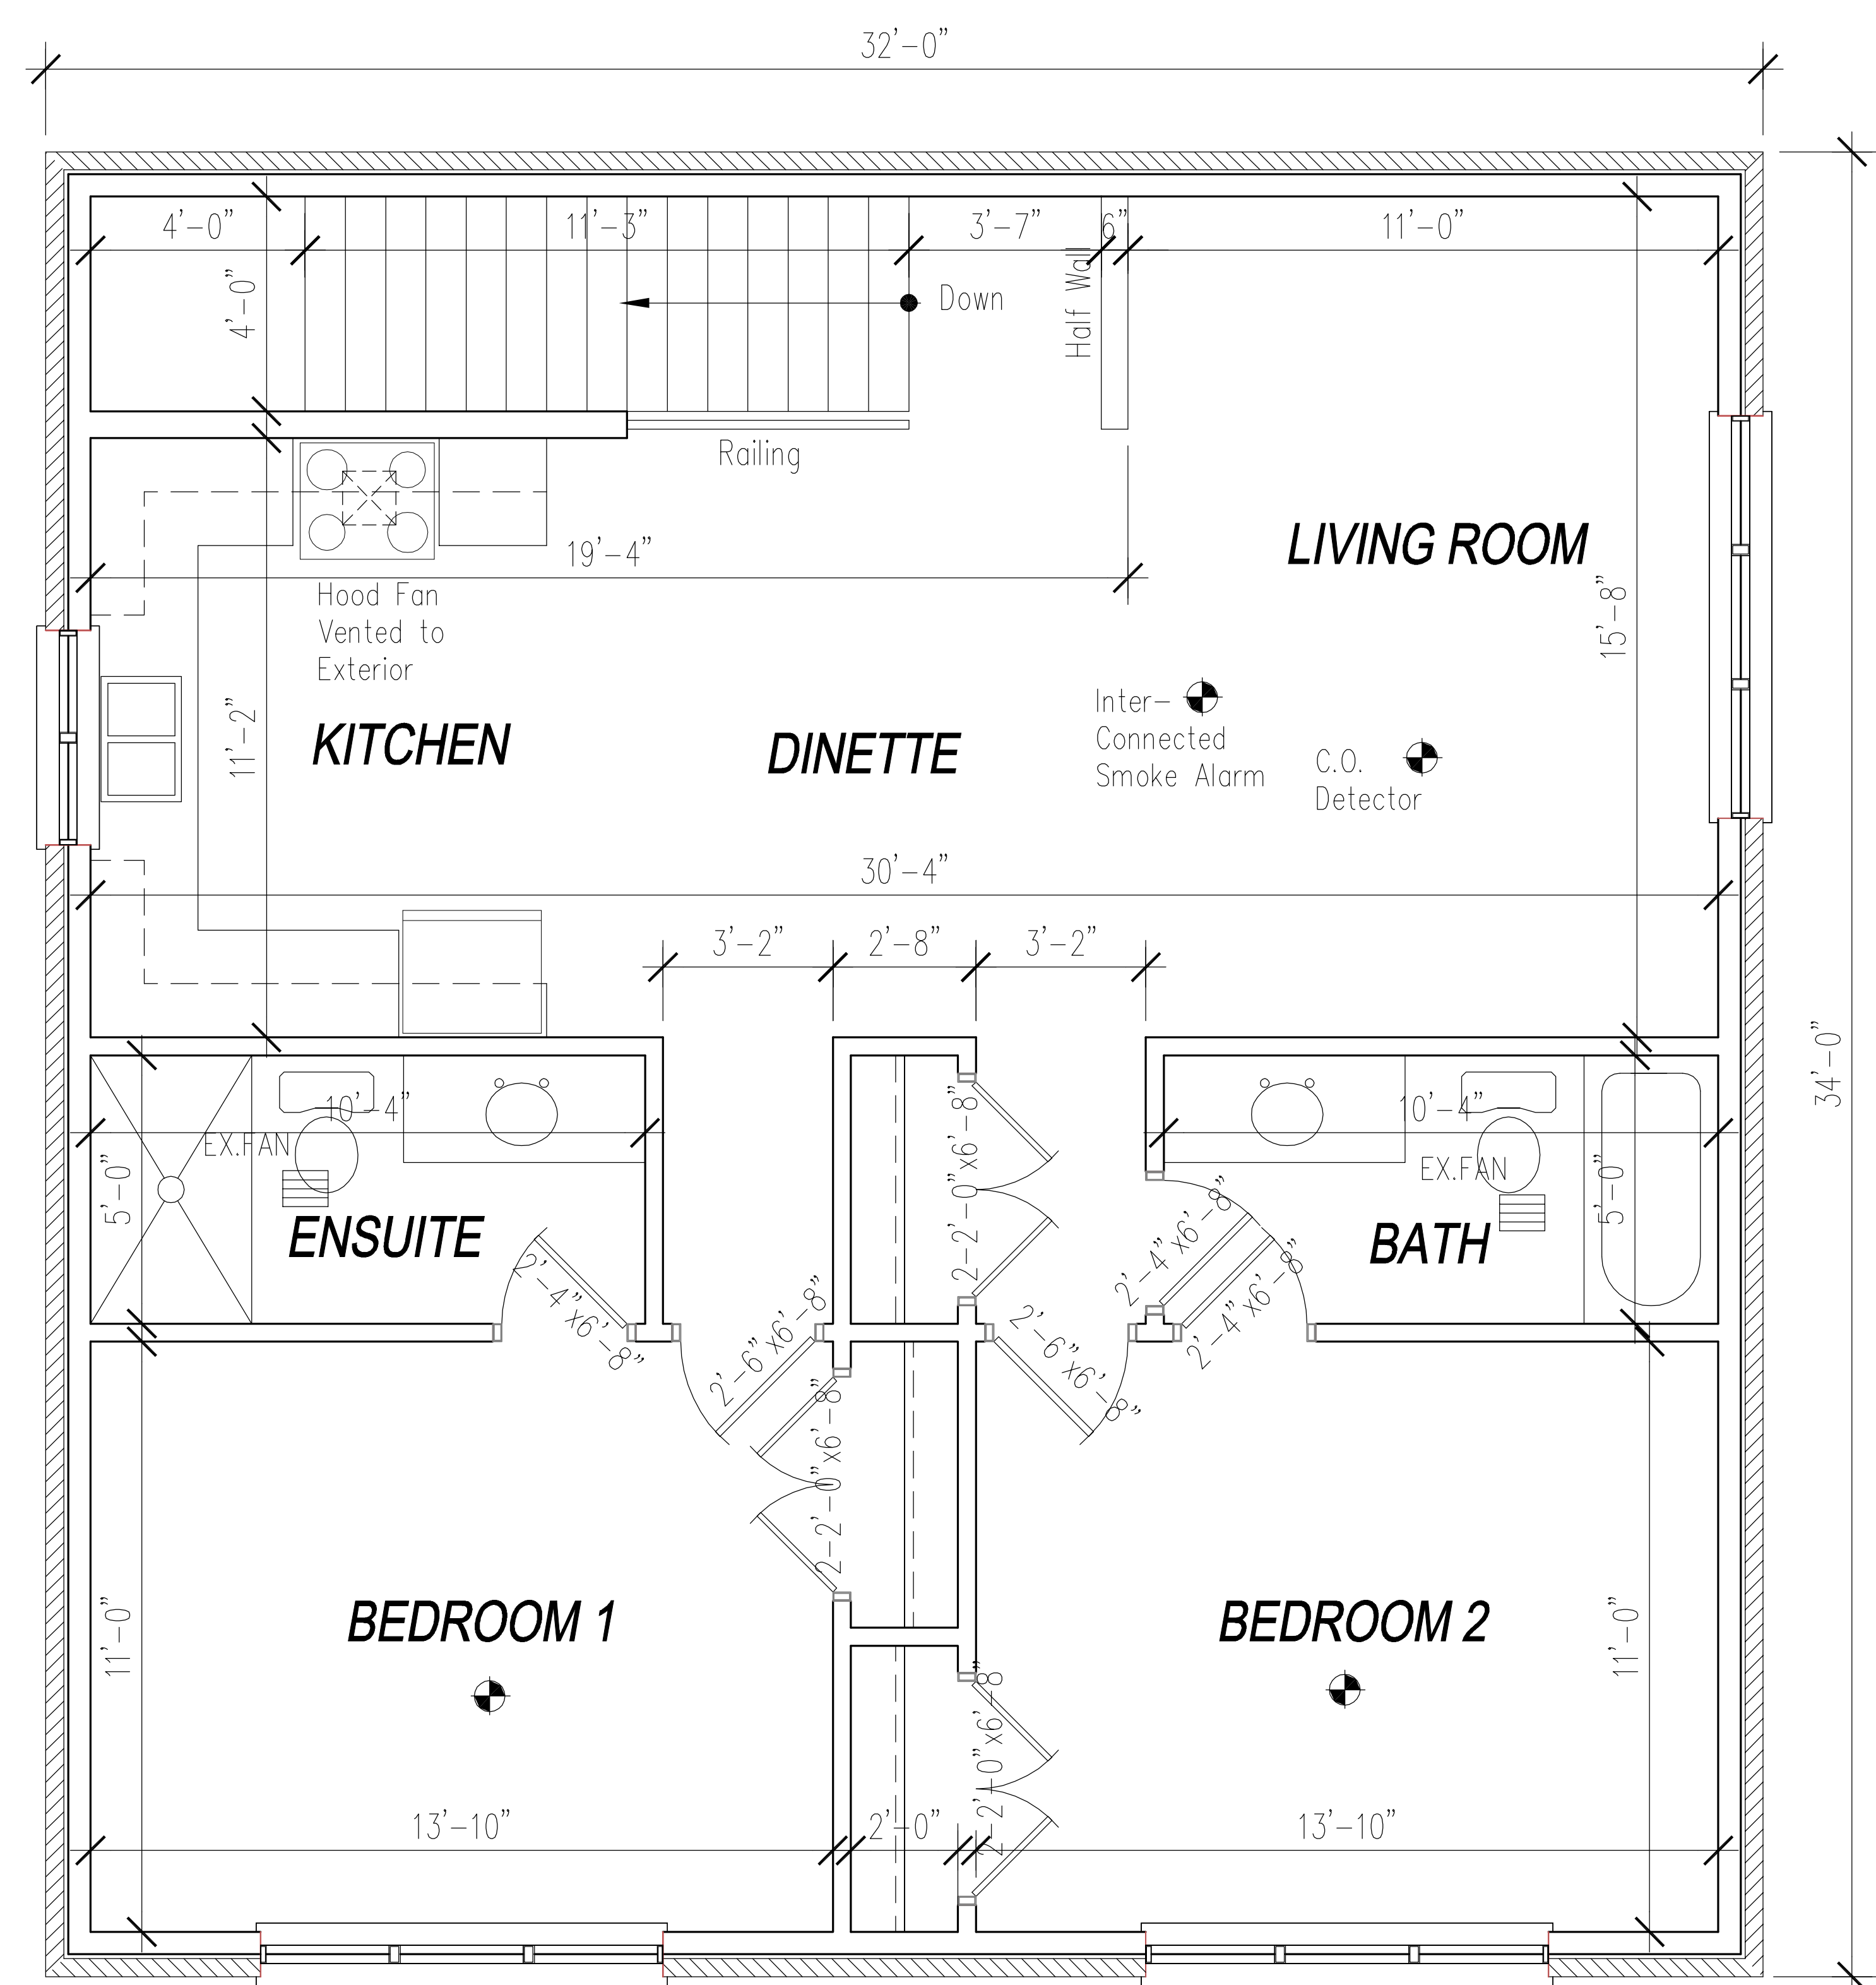 32'-0"
4'-0"
11'-3"
3'-7"
6"
11'-0"
4'-0"
Down
Half Wall
Railing
LIVING ROOM
19'-4"
Hood Fan
Vented to
Exterior
15'-8"
11'-2"
KITCHEN
DINETTE
Inter-
Connected
Smoke Alarm
C.O.
Detector
30'-4"
3'-2"
2'-8"
3'-2"
34'-0"
10'-4"
EX.FAN
5'-0"
ENSUITE
2'-4"x6'-8"
2'-6"x6'-8"
2-2'-0"x6'-8"
10'-4"
EX.FAN
5'-0"
BATH
2'-4"x6'-8"
2'-4"x6'-8"
2'-6"x6'-8"
2-2'-0"x6'-8"
BEDROOM 1
BEDROOM 2
11'-0"
11'-0"
2-2'-0"x6'-8"
13'-10"
2'-0"
13'-10"